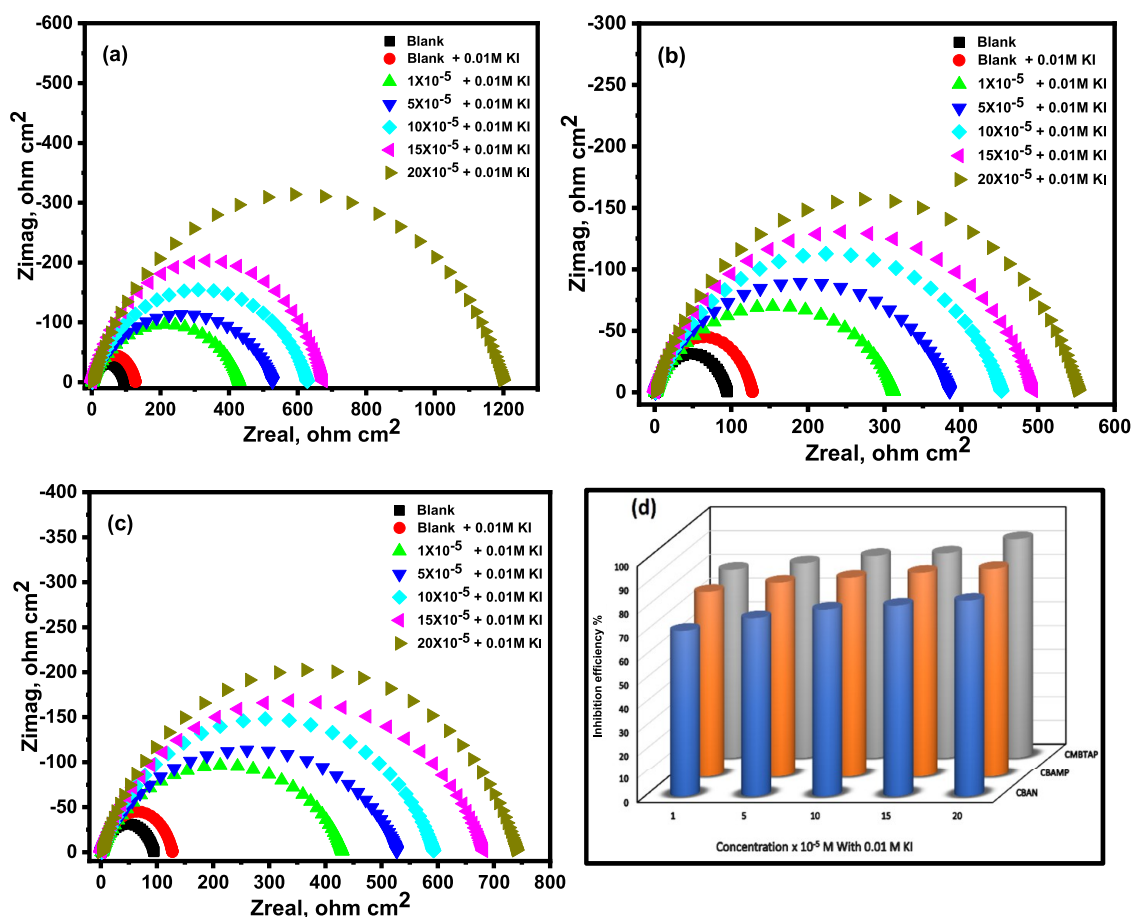 (a)
-600
-500
-400
-300
-200
-100
0
Zimag, ohm cm²
0 200 400 600 800 1000 1200
Zreal, ohm cm²
Blank
Blank + 0.01M KI
1X10⁻⁵ + 0.01M KI
5X10⁻⁵ + 0.01M KI
10X10⁻⁵ + 0.01M KI
15X10⁻⁵ + 0.01M KI
20X10⁻⁵ + 0.01M KI
(b)
-300
-250
-200
-150
-100
-50
0
Zimag, ohm cm²
0 100 200 300 400 500 600
Zreal, ohm cm²
Blank
Blank + 0.01M KI
1X10⁻⁵ + 0.01M KI
5X10⁻⁵ + 0.01M KI
10X10⁻⁵ + 0.01M KI
15X10⁻⁵ + 0.01M KI
20X10⁻⁵ + 0.01M KI
(c)
-400
-350
-300
-250
-200
-150
-100
-50
0
Zimag, ohm cm²
0 100 200 300 400 500 600 700 800
Zreal, ohm cm²
Blank
Blank + 0.01M KI
1X10⁻⁵ + 0.01M KI
5X10⁻⁵ + 0.01M KI
10X10⁻⁵ + 0.01M KI
15X10⁻⁵ + 0.01M KI
20X10⁻⁵ + 0.01M KI
(d)
100
90
80
70
60
50
40
30
20
10
0
Inhibition efficiency %
1 5 10 15 20
CMBTAP
CBAMP
CBAN
Concentration x 10⁻⁵ M With 0.01 M KI